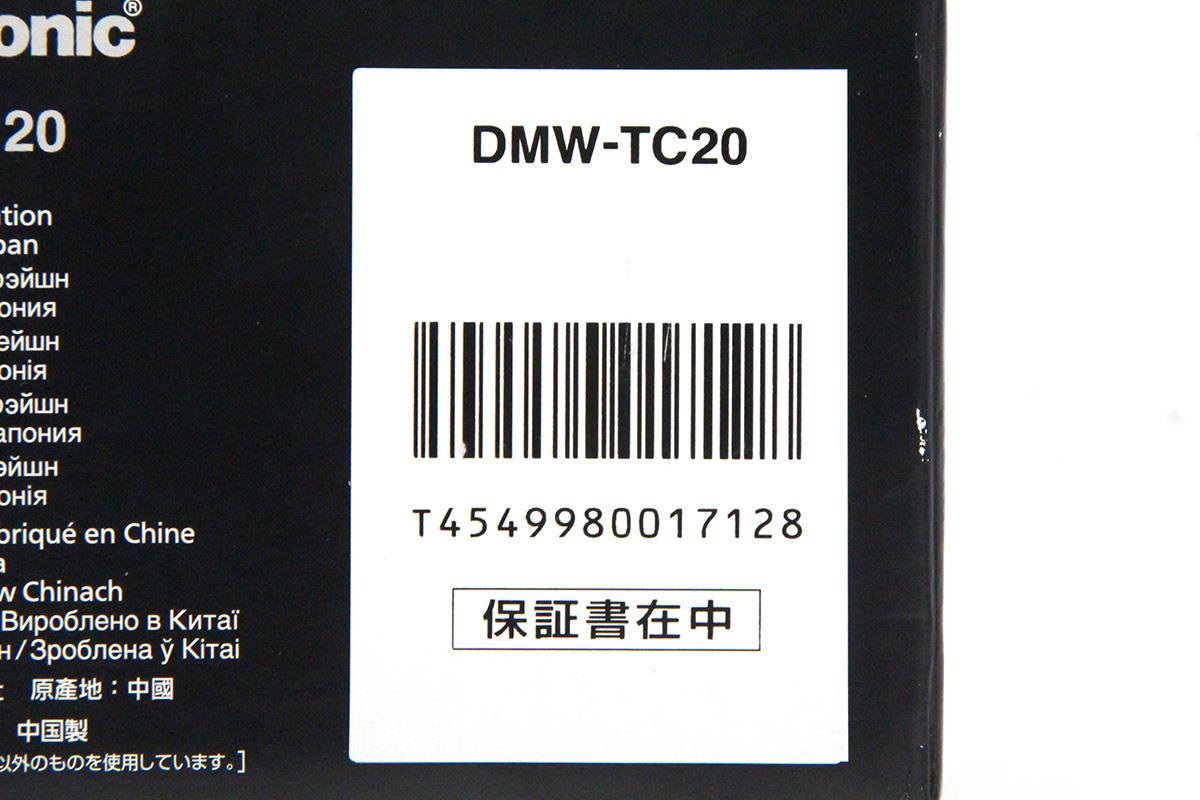 onic®
20
DMW-TC20
tion
pan
рэйшн
ония
ейшн
онія
рэйшн
апония
эйшн
онія
T4549980017128
briqué en Chine
a
w Chinach
Вироблено в Китаї
н/Зроблена ў Кітаі
保証書在中
原産地：中國
中国製
以外のものを使用しています。]